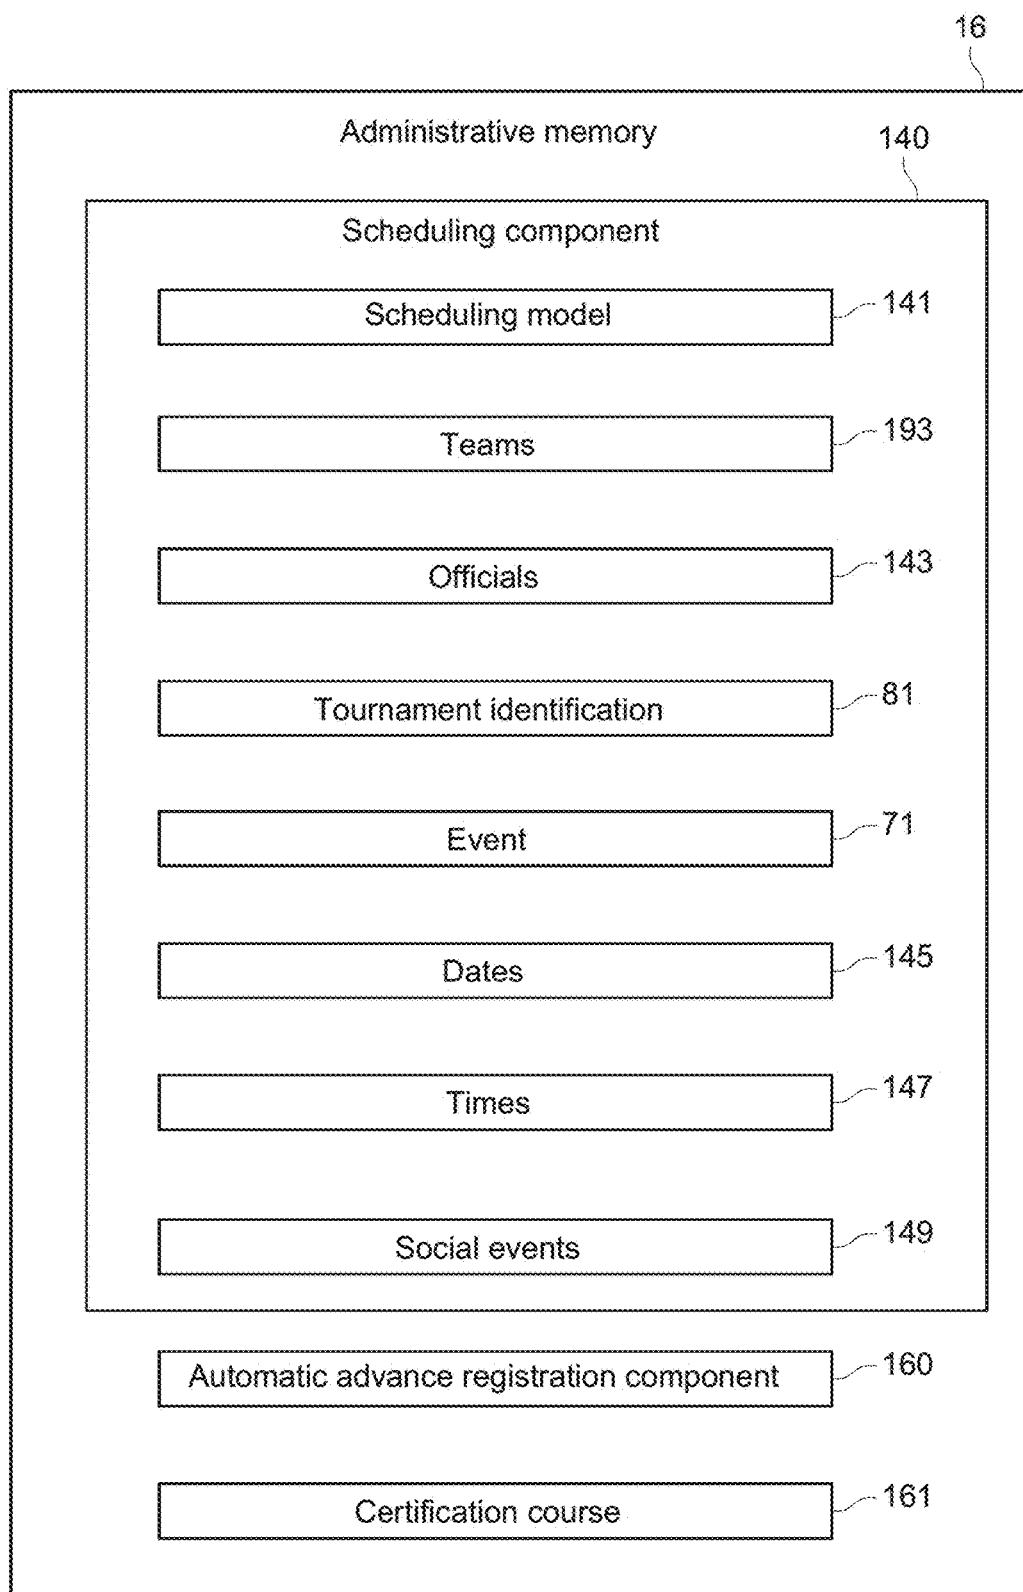 16
Administrative memory
140
Scheduling component
Scheduling model
141
Teams
193
Officials
143
Tournament identification
81
Event
71
Dates
145
Times
147
Social events
149
Automatic advance registration component
160
Certification course
161